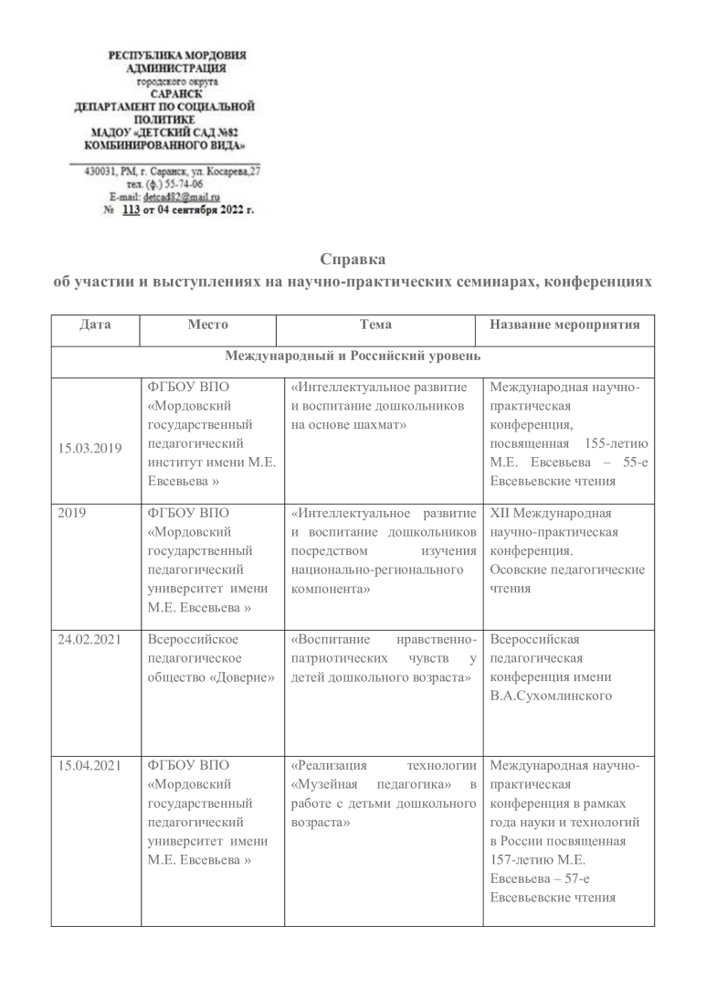 РЕСПУБЛИКА МОРДОВИЯ
АДМИНИСТРАЦИЯ
городского округа
САРАНСК
ДЕПАРТАМЕНТ ПО СОЦИАЛЬНОЙ
ПОЛИТИКЕ
МАДОУ «ДЕТСКИЙ САД №82
КОМБИНИРОВАННОГО ВИДА»
430031, РМ, г. Саранск, ул. Косарева,27
тел. (ф.) 55-74-06
E-mail: detcad82@mail.ru
№ 113 от 04 сентября 2022 г.
Справка
об участии и выступлениях на научно-практических семинарах, конференциях
Дата
Место
Тема
Название мероприятия
Международный и Российский уровень
15.03.2019
ФГБОУ ВПО
«Мордовский
государственный
педагогический
институт имени М.Е.
Евсевьева »
«Интеллектуальное развитие
и воспитание дошкольников
на основе шахмат»
Международная научно-
практическая
конференция,
посвященная 155-летию
М.Е. Евсевьева – 55-е
Евсевьевские чтения
2019
ФГБОУ ВПО
«Мордовский
государственный
педагогический
университет имени
М.Е. Евсевьева »
«Интеллектуальное развитие
и воспитание дошкольников
посредством изучения
национально-регионального
компонента»
XII Международная
научно-практическая
конференция.
Осовские педагогические
чтения
24.02.2021
Всероссийское
педагогическое
общество «Доверие»
«Воспитание нравственно-
патриотических чувств у
детей дошкольного возраста»
Всероссийская
педагогическая
конференция имени
В.А.Сухомлинского
15.04.2021
ФГБОУ ВПО
«Мордовский
государственный
педагогический
университет имени
М.Е. Евсевьева »
«Реализация технологии
«Музейная педагогика» в
работе с детьми дошкольного
возраста»
Международная научно-
практическая
конференция в рамках
года науки и технологий
в России посвященная
157-летию М.Е.
Евсевьева – 57-е
Евсевьевские чтения